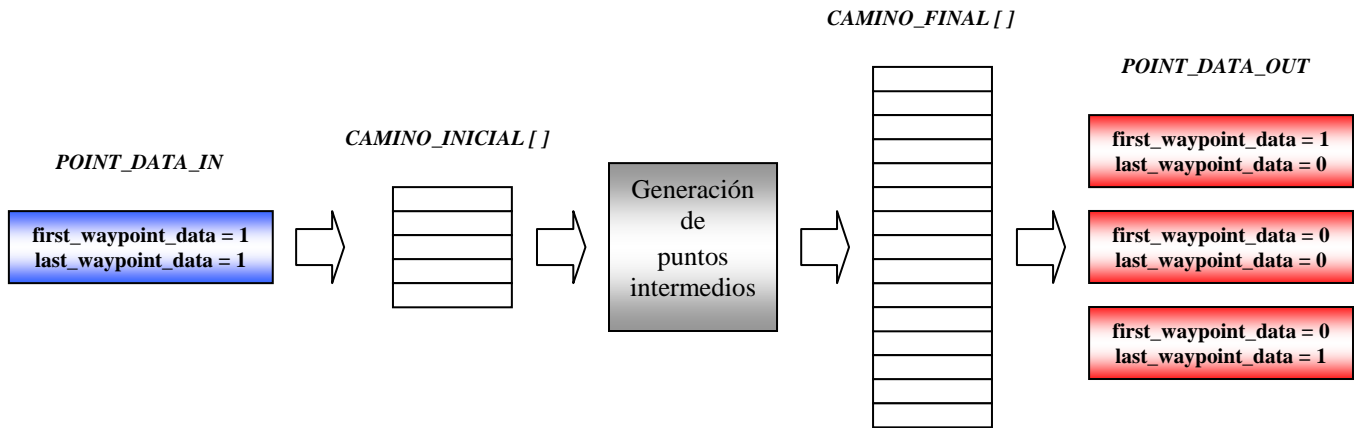 POINT_DATA_IN
first_waypoint_data = 1
last_waypoint_data = 1
CAMINO_INICIAL [ ]
Generación
de
puntos
intermedios
CAMINO_FINAL [ ]
POINT_DATA_OUT
first_waypoint_data = 1
last_waypoint_data = 0
first_waypoint_data = 0
last_waypoint_data = 0
first_waypoint_data = 0
last_waypoint_data = 1